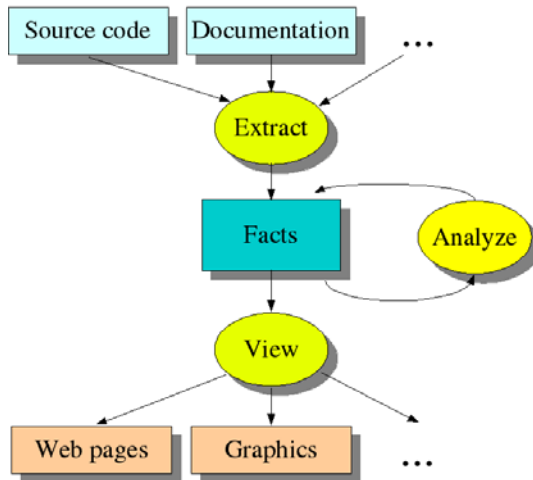 Source code
Documentation
...
Extract
Facts
Analyze
View
Web pages
Graphics
...